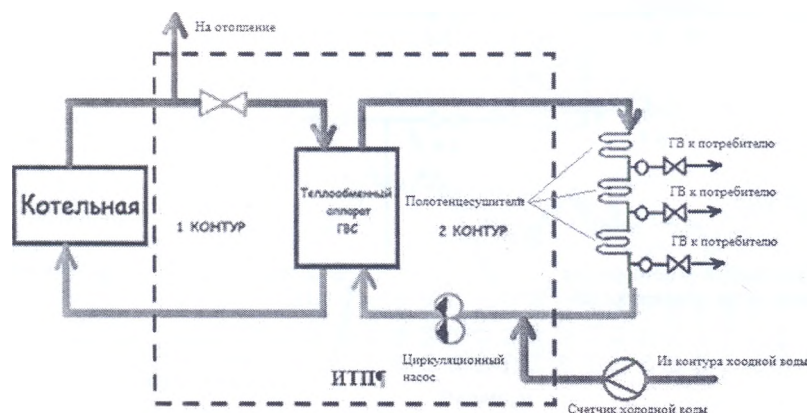 На отопление
ГВ к потребителю
Котельная
Теплообменный
аппарат
ГВС
Полотенцесушители
ГВ к потребителю
1 КОНТУР
2 КОНТУР
ГВ к потребителю
Циркуляционный
насос
Из контура хоодной воды
ИТП¶
Счетчик холодной воды